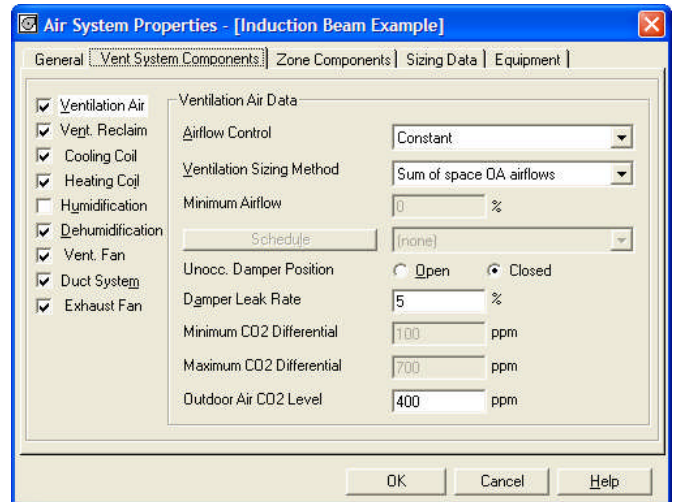 Air System Properties - [Induction Beam Example]
General Vent System Components Zone Components Sizing Data Equipment
Ventilation Air
Vent. Reclaim
Cooling Coil
Heating Coil
Humidification
Dehumidification
Vent. Fan
Duct System
Exhaust Fan
Ventilation Air Data
Airflow Control Constant
Ventilation Sizing Method Sum of space OA airflows
Minimum Airflow 0 %
Schedule (none)
Unocc. Damper Position Open Closed
Damper Leak Rate 5 %
Minimum CO2 Differential 100 ppm
Maximum CO2 Differential 700 ppm
Outdoor Air CO2 Level 400 ppm
OK Cancel Help